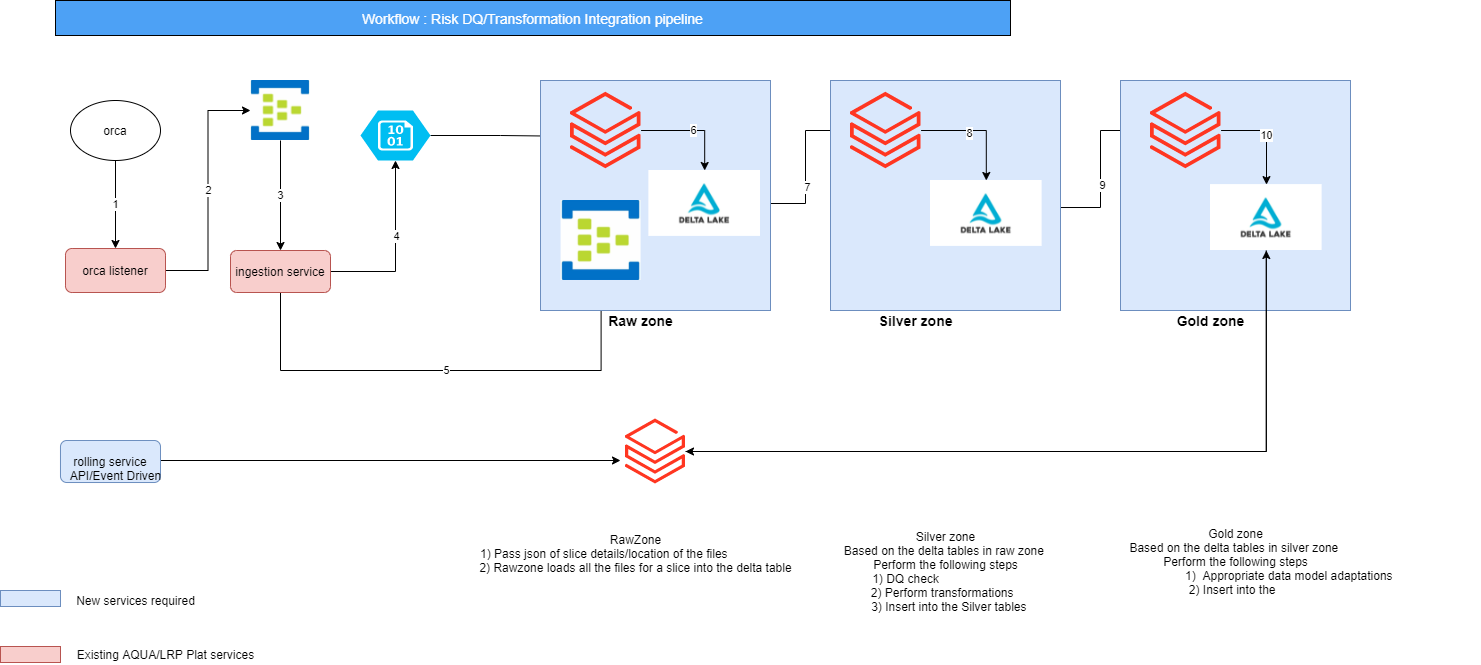 Workflow : Risk DQ/Transformation Integration pipeline
orca
1
orca listener
2
3
ingestion service
4
10
01
5
6
DELTA LAKE
Raw zone
7
8
DELTA LAKE
Silver zone
9
10
DELTA LAKE
Gold zone
rolling service
API/Event Driven
RawZone
1) Pass json of slice details/location of the files
2) Rawzone loads all the files for a slice into the delta table
Silver zone
Based on the delta tables in raw zone
Perform the following steps
1) DQ check
2) Perform transformations
3) Insert into the Silver tables
Gold zone
Based on the delta tables in silver zone
Perform the following steps
1) Appropriate data model adaptations
2) Insert into the
New services required
Existing AQUA/LRP Plat services